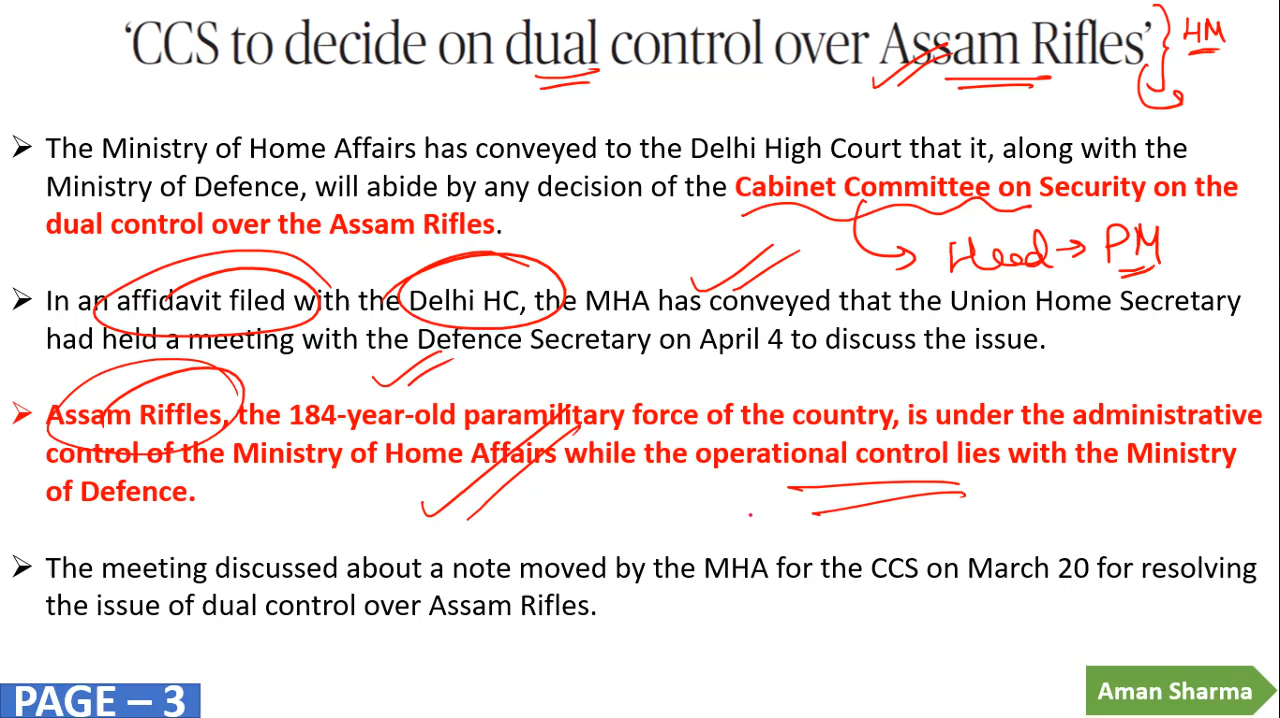 ‘CCS to decide on dual control over Assam Rifles’
HM
➢ The Ministry of Home Affairs has conveyed to the Delhi High Court that it, along with the
Ministry of Defence, will abide by any decision of the Cabinet Committee on Security on the
dual control over the Assam Rifles.
Head → PM
➢ In an affidavit filed with the Delhi HC, the MHA has conveyed that the Union Home Secretary
had held a meeting with the Defence Secretary on April 4 to discuss the issue.
➢ Assam Riffles, the 184-year-old paramilitary force of the country, is under the administrative
control of the Ministry of Home Affairs while the operational control lies with the Ministry
of Defence.
➢ The meeting discussed about a note moved by the MHA for the CCS on March 20 for resolving
the issue of dual control over Assam Rifles.
PAGE – 3
Aman Sharma